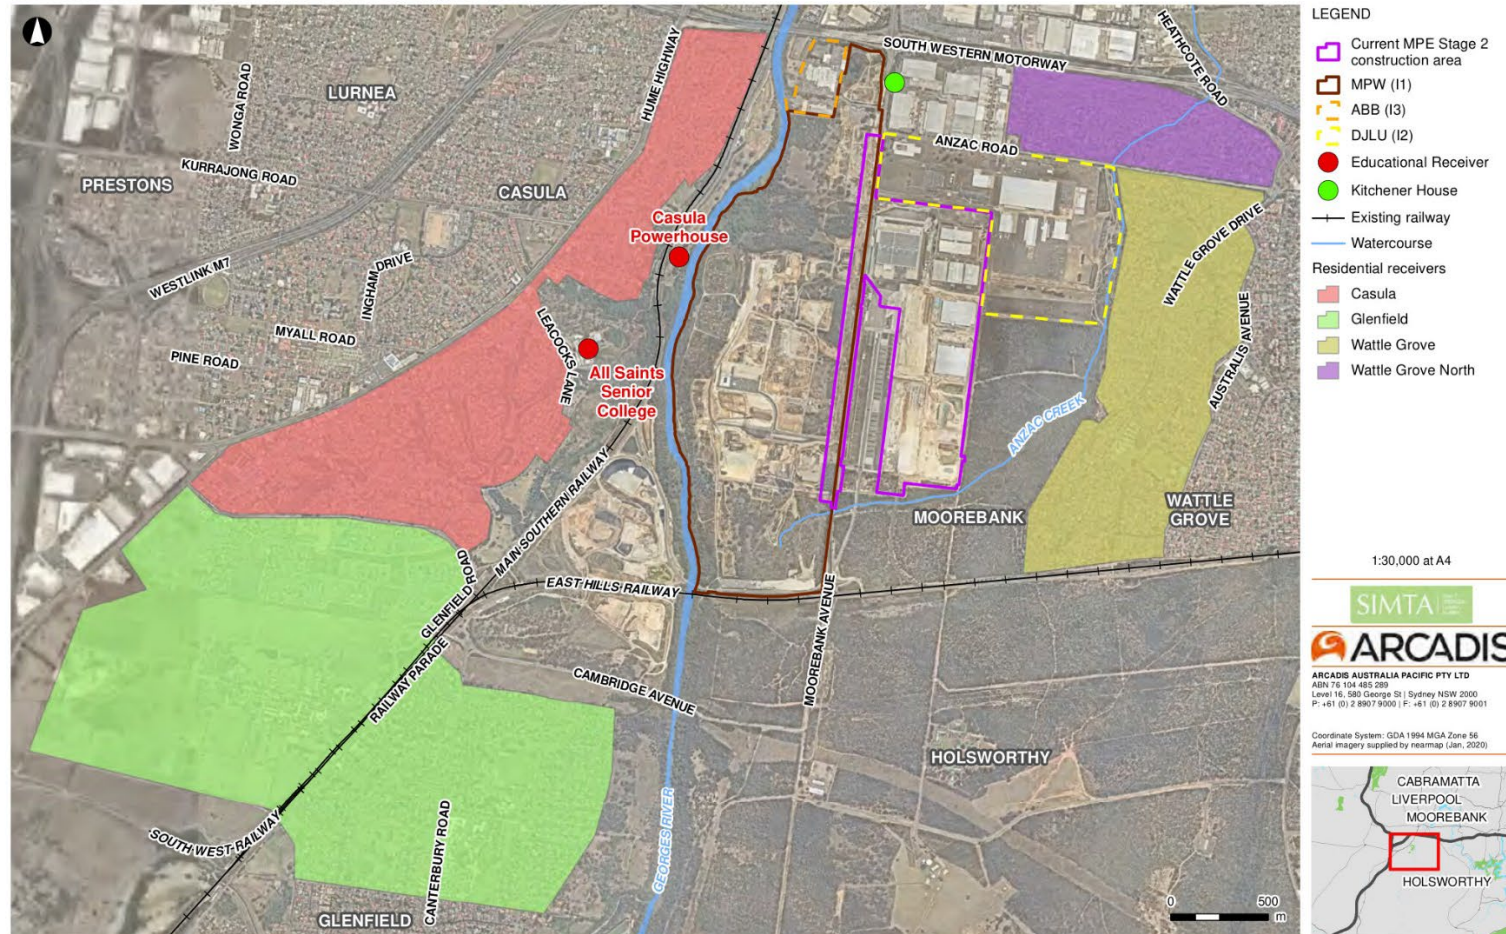 SOUTH WESTERN MOTORWAY
HEATHCOTE ROAD
HUME HIGHWAY
LURNEA
WONGA ROAD
KURRAJONG ROAD
PRESTONS
CASULA
ANZAC ROAD
Casula
Powerhouse
WESTLINK M7
INGHAM DRIVE
WATTLE GROVE DRIVE
MYALL ROAD
PINE ROAD
LEACOCKS LANE
AUSTRALIS AVENUE
All Saints
Senior
College
ANZAC CREEK
MAIN SOUTHERN RAILWAY
MOOREBANK
WATTLE
GROVE
EAST HILLS RAILWAY
GLENFIELD ROAD
MOOREBANK AVENUE
RAILWAY PARADE
CAMBRIDGE AVENUE
HOLSWORTHY
GEORGES RIVER
SOUTH WEST RAILWAY
CANTERBURY ROAD
GLENFIELD
0 500
m
LEGEND
Current MPE Stage 2
construction area
MPW (I1)
ABB (I3)
DJLU (I2)
Educational Receiver
Kitchener House
Existing railway
Watercourse
Residential receivers
Casula
Glenfield
Wattle Grove
Wattle Grove North
1:30,000 at A4
SIMTA
ARCADIS
ARCADIS AUSTRALIA PACIFIC PTY LTD
ABN 76 104 485 289
Level 16, 580 George St | Sydney NSW 2000
P: +61 (0) 2 8907 9000 | F: +61 (0) 2 8907 9001
Coordinate System: GDA 1994 MGA Zone 56
Aerial imagery supplied by nearmap (Jan, 2020)
CABRAMATTA
LIVERPOOL
MOOREBANK
HOLSWORTHY